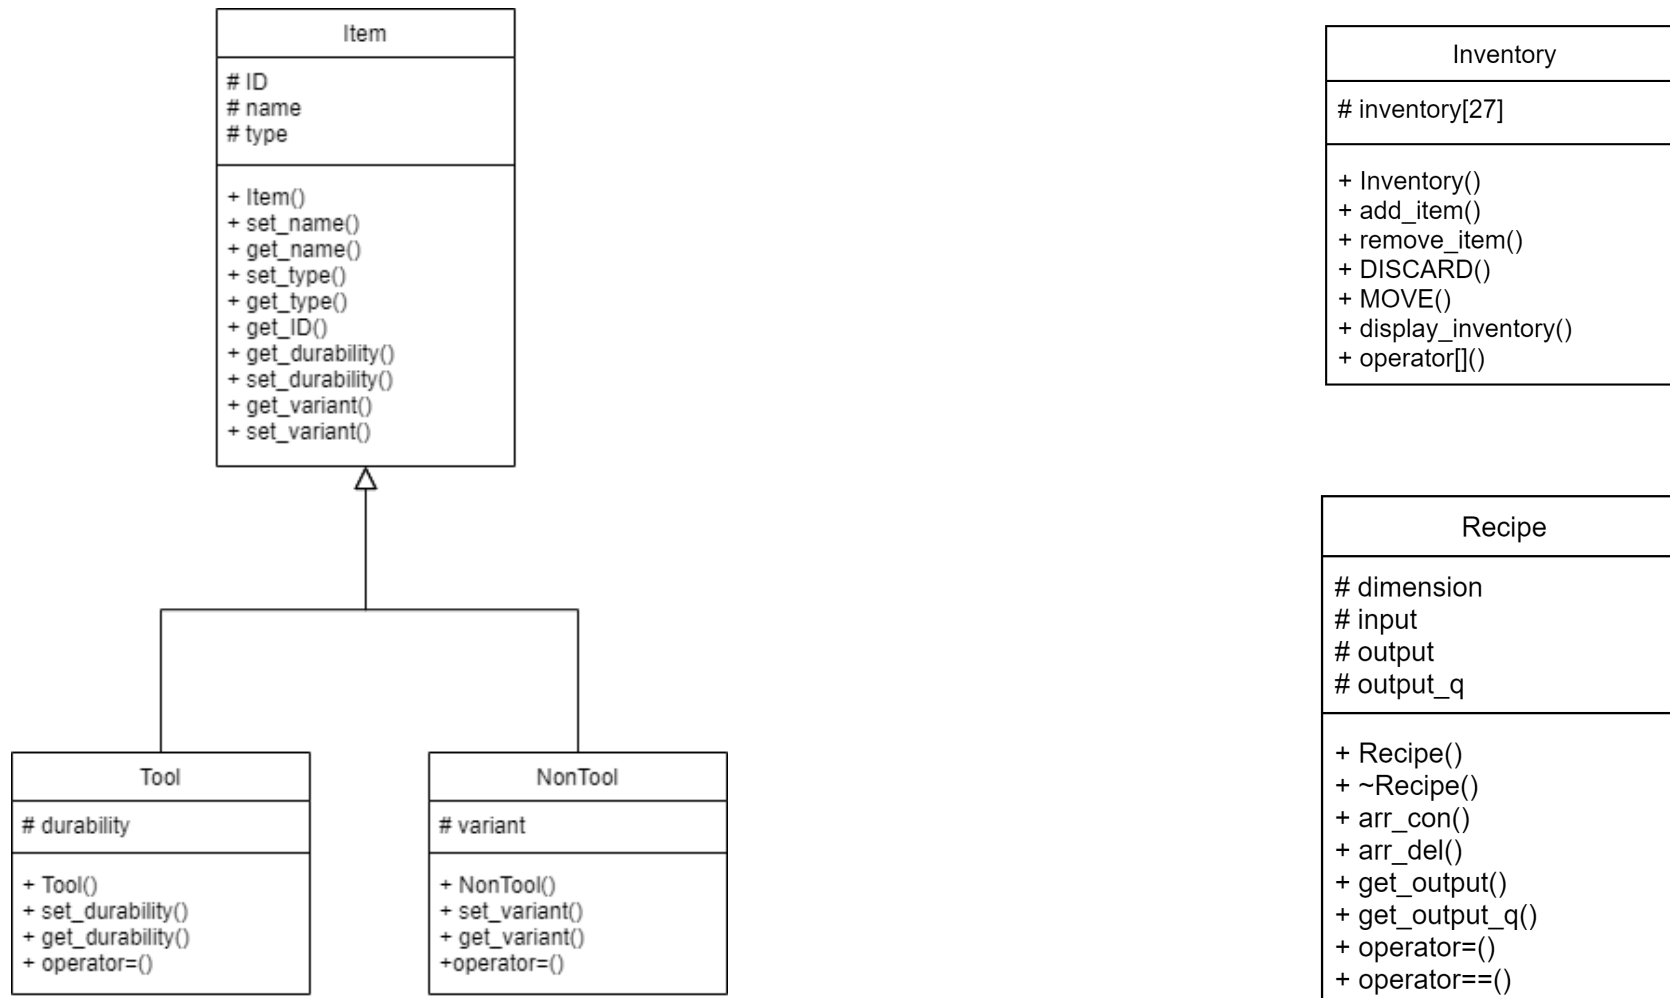 Item
# ID
# name
# type
+ Item()
+ set_name()
+ get_name()
+ set_type()
+ get_type()
+ get_ID()
+ get_durability()
+ set_durability()
+ get_variant()
+ set_variant()
Tool
# durability
+ Tool()
+ set_durability()
+ get_durability()
+ operator=()
NonTool
# variant
+ NonTool()
+ set_variant()
+ get_variant()
+operator=()
Inventory
# inventory[27]
+ Inventory()
+ add_item()
+ remove_item()
+ DISCARD()
+ MOVE()
+ display_inventory()
+ operator[]()
Recipe
# dimension
# input
# output
# output_q
+ Recipe()
+ ~Recipe()
+ arr_con()
+ arr_del()
+ get_output()
+ get_output_q()
+ operator=()
+ operator==()